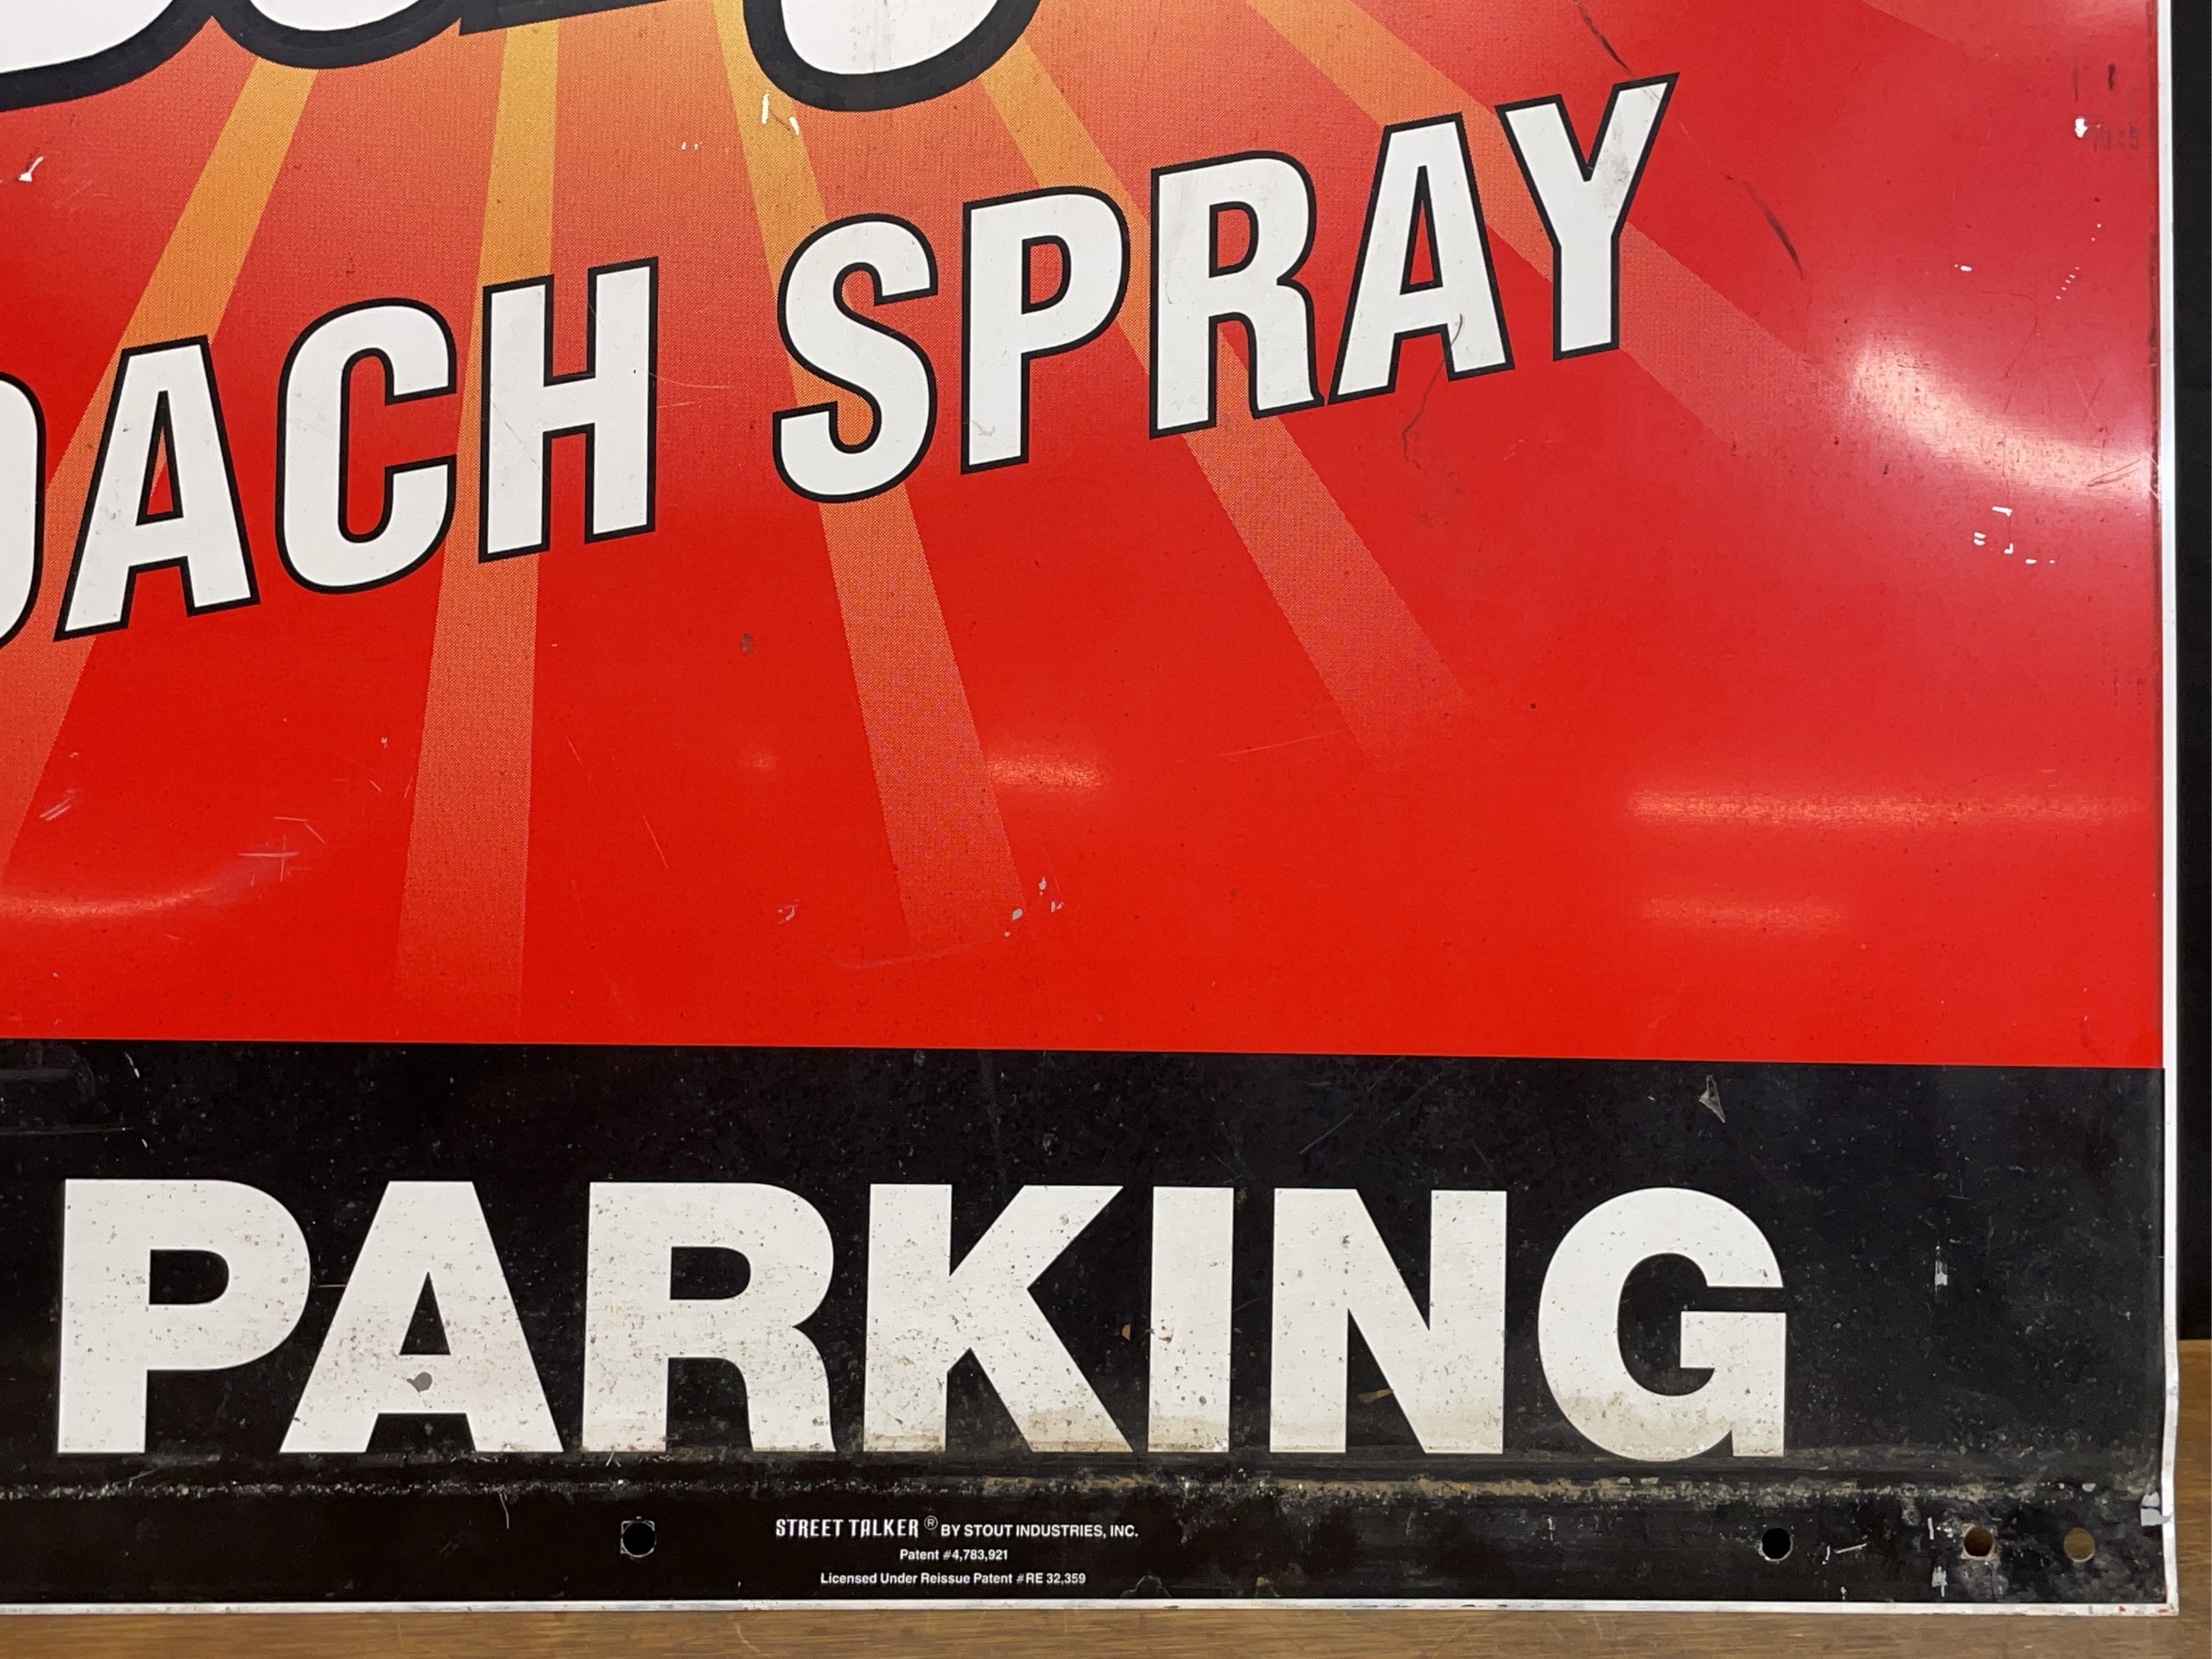 OACH SPRAY
PARKING
STREET TALKER ® BY STOUT INDUSTRIES, INC.
Patent #4,783,921
Licensed Under Reissue Patent #RE 32,359